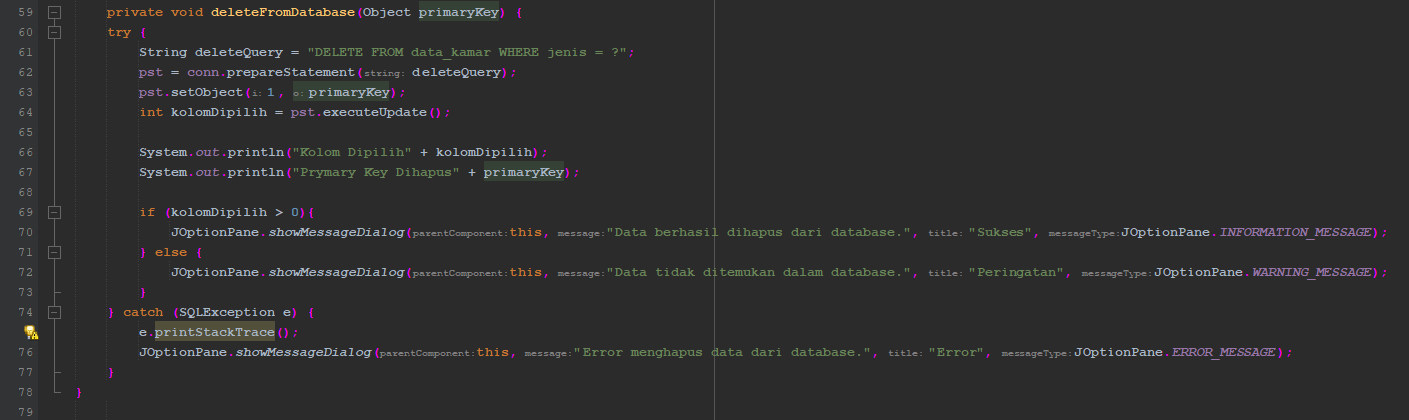 59 private void deleteFromDatabase(Object primaryKey) {
60 try {
61 String deleteQuery = "DELETE FROM data_kamar WHERE jenis = ?";
62 pst = conn.prepareStatement(string: deleteQuery);
63 pst.setObject(i: 1, o: primaryKey);
64 int kolomDipilih = pst.executeUpdate();
65
66 System.out.println("Kolom Dipilih" + kolomDipilih);
67 System.out.println("Prymary Key Dihapus" + primaryKey);
68
69 if (kolomDipilih > 0){
70 JOptionPane.showMessageDialog(parentComponent: this, message: "Data berhasil dihapus dari database.", title: "Sukses", messageType: JOptionPane.INFORMATION_MESSAGE);
71 } else {
72 JOptionPane.showMessageDialog(parentComponent: this, message: "Data tidak ditemukan dalam database.", title: "Peringatan", messageType: JOptionPane.WARNING_MESSAGE);
73 }
74 } catch (SQLException e) {
e.printStackTrace();
76 JOptionPane.showMessageDialog(parentComponent: this, message: "Error menghapus data dari database.", title: "Error", messageType: JOptionPane.ERROR_MESSAGE);
77 }
78 }
79